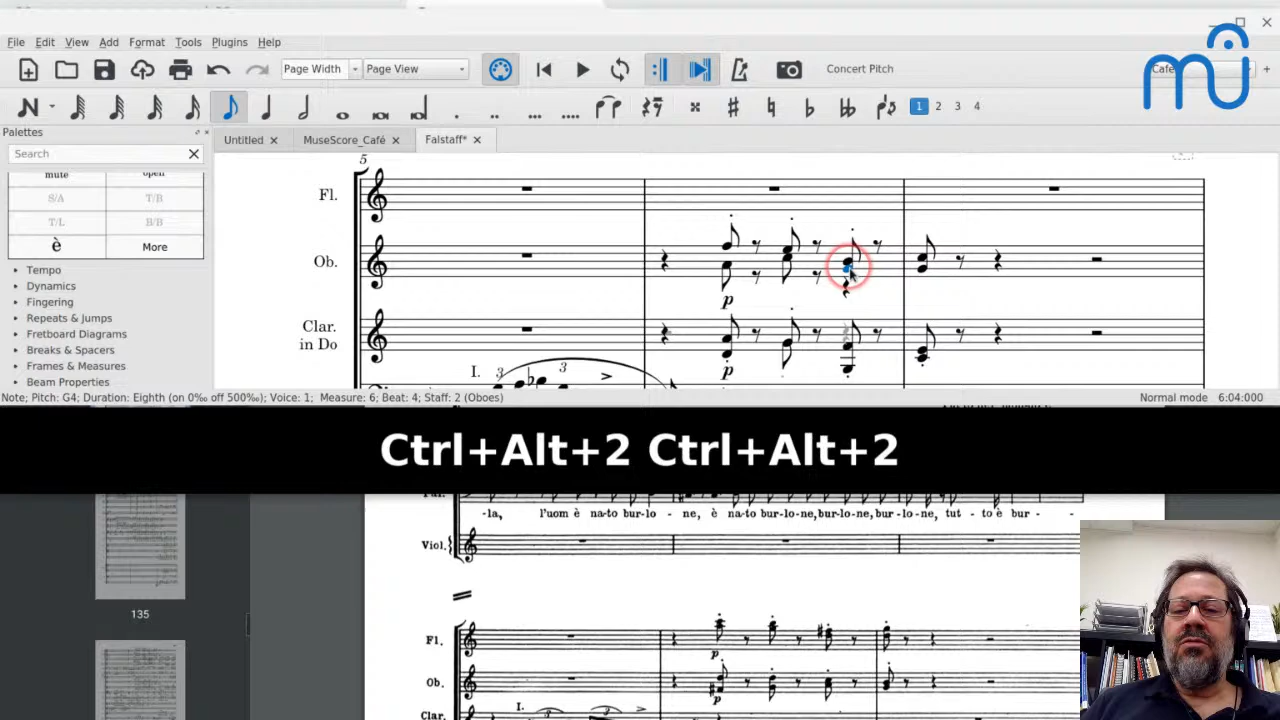 File Edit View Add Format Tools Plugins Help
Page Width Page View Concert Pitch
1 2 3 4
Palettes
Untitled MuseScore_Café Falstaff*
Search
5
mute open
S/A T/B
T/L B/B
è More
Tempo
Dynamics
Fingering
Repeats & Jumps
Fretboard Diagrams
Breaks & Spacers
Frames & Measures
Beam Properties
Fl.
Ob.
p
Clar.
in Do
p
I. 3 3
Note; Pitch: G4; Duration: Eighth (on 0‰ off 500‰); Voice: 1; Measure: 6; Beat: 4; Staff: 2 (Oboes)
Normal mode 6:04:000
Ctrl+Alt+2 Ctrl+Alt+2
-la, l'uom è na-to bur-lo - ne, è na-to bur-lo-ne, bur-lo-ne, bur-lo-ne, tut - to è bur - -
Viol.
135
Fl.
p
Ob.
p
Clar.
I.